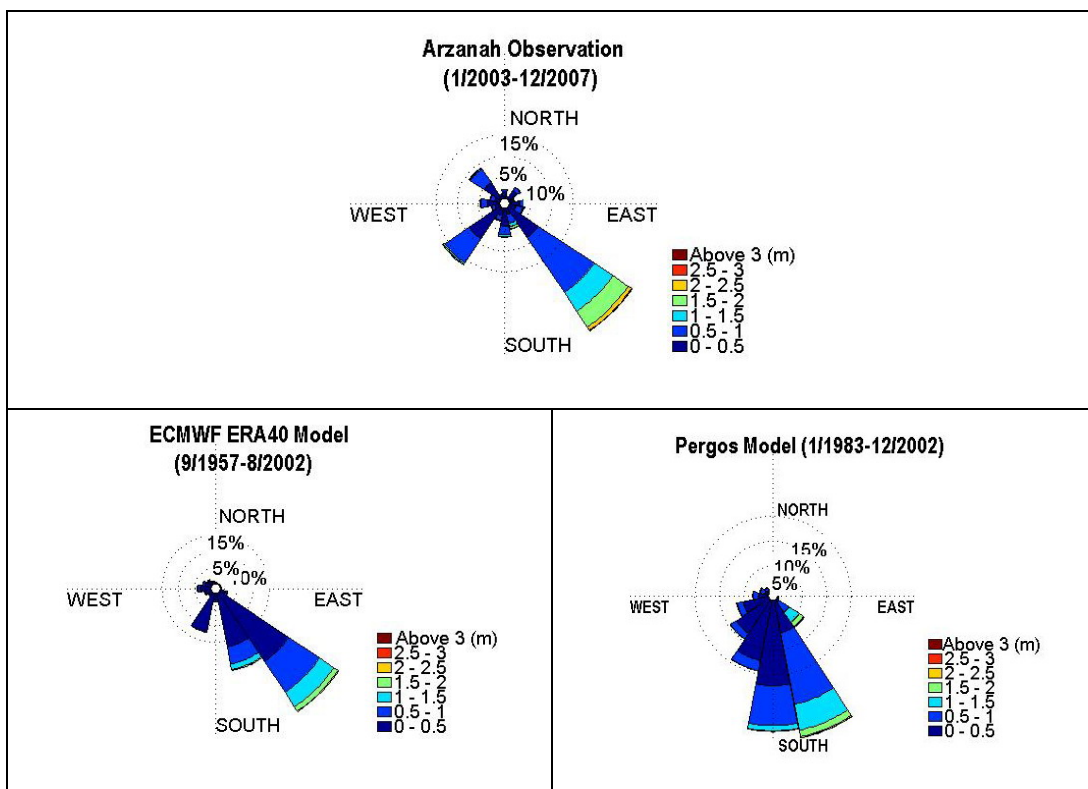 Arzanah Observation
(1/2003-12/2007)
NORTH
15%
5%
10%
WEST
EAST
SOUTH
Above 3 (m)
2.5 - 3
2 - 2.5
1.5 - 2
1 - 1.5
0.5 - 1
0 - 0.5
ECMWF ERA40 Model
(9/1957-8/2002)
NORTH
15%
5%
10%
WEST
EAST
SOUTH
Above 3 (m)
2.5 - 3
2 - 2.5
1.5 - 2
1 - 1.5
0.5 - 1
0 - 0.5
Pergos Model (1/1983-12/2002)
NORTH
15%
10%
5%
WEST
EAST
SOUTH
Above 3 (m)
2.5 - 3
2 - 2.5
1.5 - 2
1 - 1.5
0.5 - 1
0 - 0.5